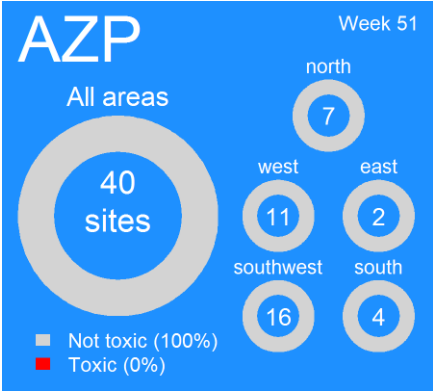 AZP
Week 51
All areas
40
sites
north
7
west
11
east
2
southwest
16
south
4
Not toxic (100%)
Toxic (0%)